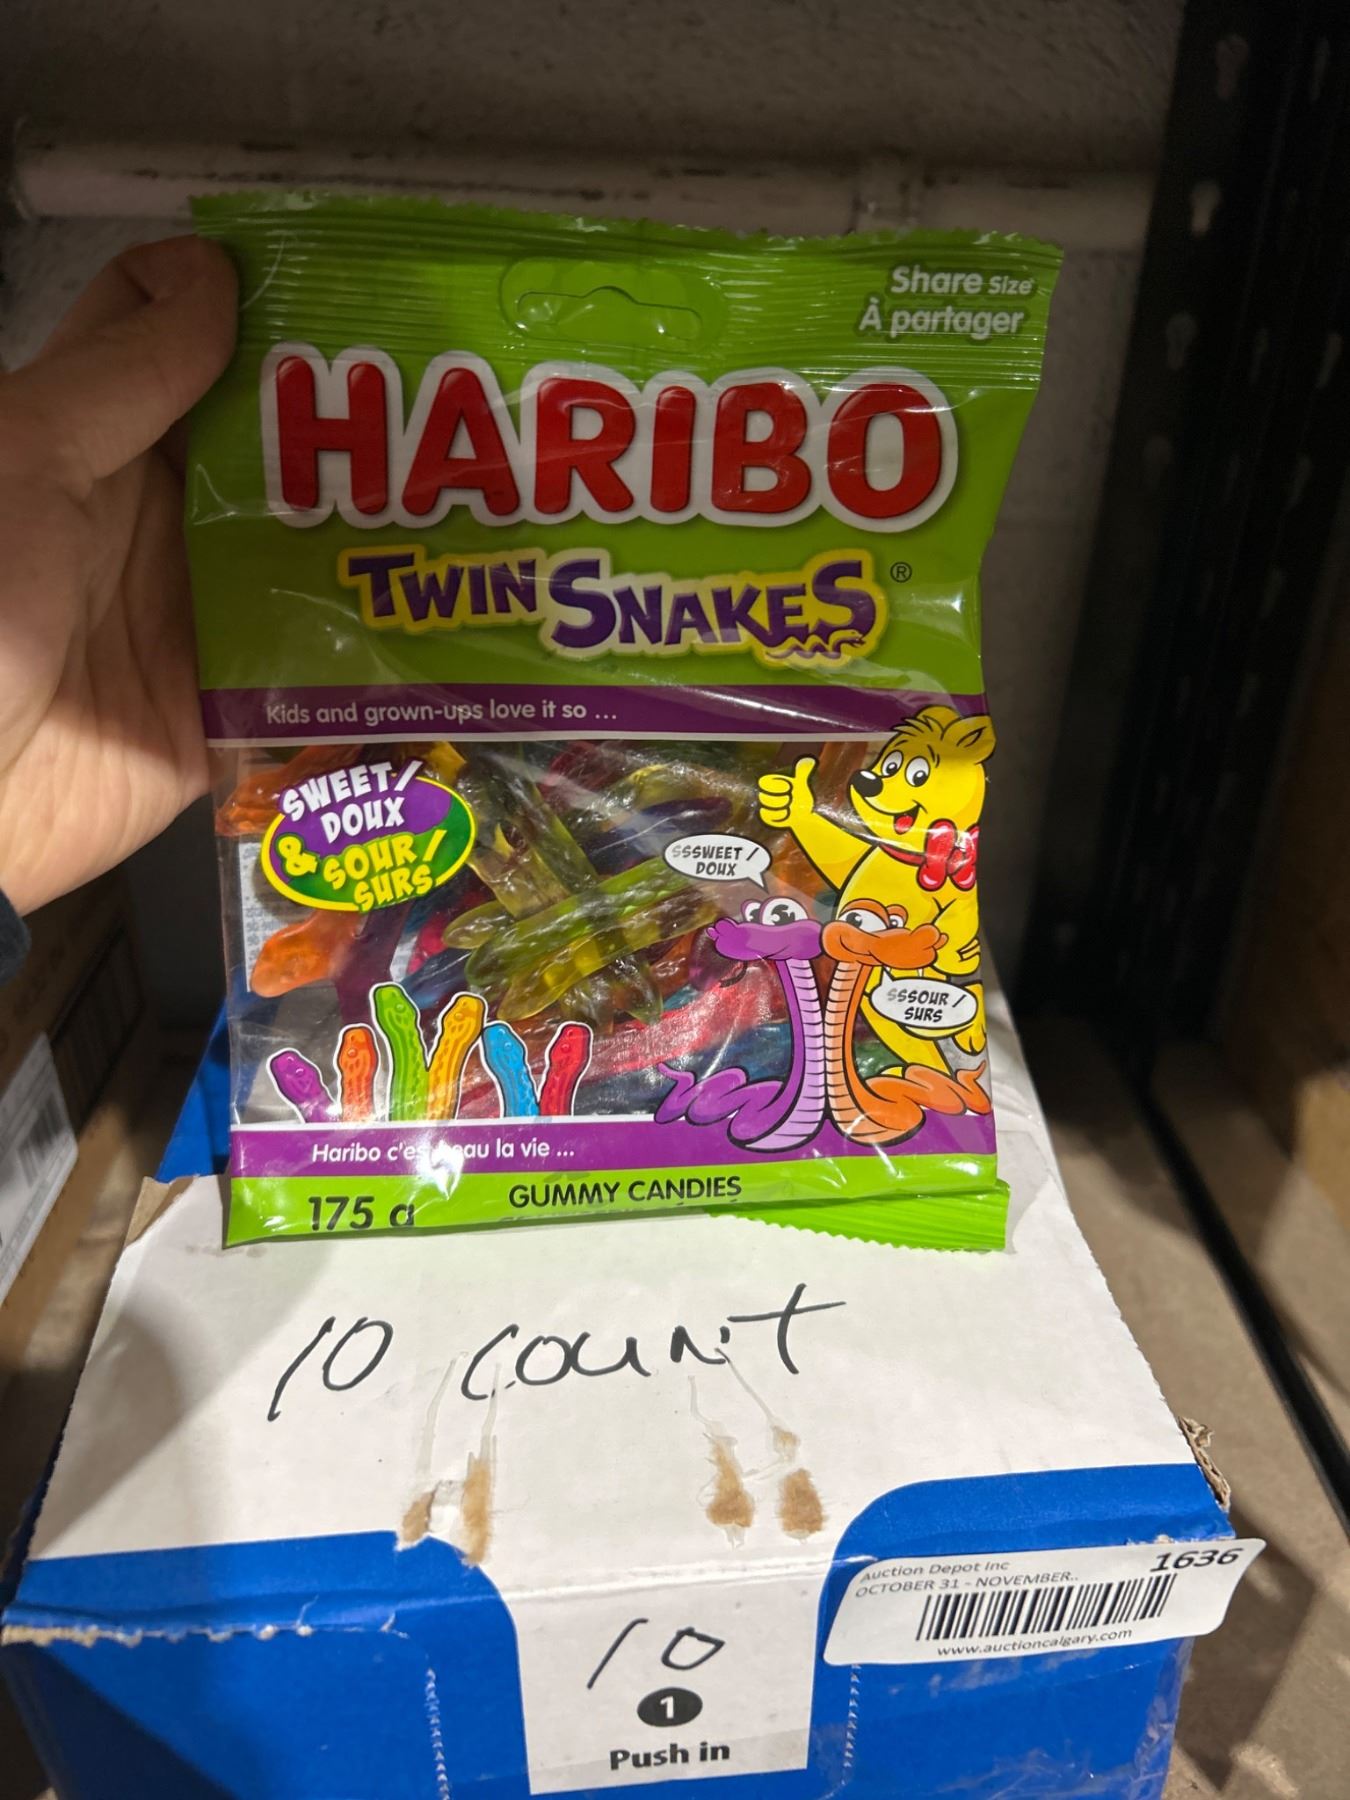 Share Size
À partager
HARIBO
TWIN SNAKES ®
Kids and grown-ups love it so ...
SWEET/
DOUX
& SOUR/
SURS
SSSWEET /
DOUX
SSSOUR /
SURS
Haribo c'es eau la vie ...
175 g
GUMMY CANDIES
10 count
Auction Depot Inc
1636
OCTOBER 31 - NOVEMBER..
www.auctioncalgary.com
10
1
Push in